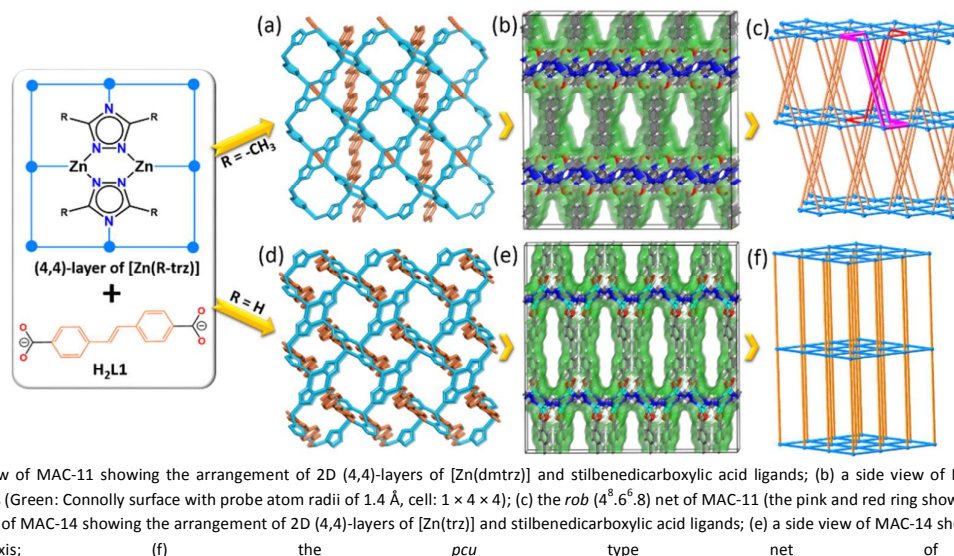 (a)
(b)
(c)
R
N
R
R = -CH₃
N
N
Zn
Zn
N
N
R
N
R
(4,4)-layer of [Zn(R-trz)]
+
(d)
(e)
(f)
R = H
O
O
O
O
H₂L1
of MAC-11 showing the arrangement of 2D (4,4)-layers of [Zn(dmtrz)] and stilbenedicarboxylic acid ligands; (b) a side view of
(Green: Connolly surface with probe atom radii of 1.4 Å, cell: 1 × 4 × 4); (c) the rob (4⁸.6⁶.8) net of MAC-11 (the pink and red ring
of MAC-14 showing the arrangement of 2D (4,4)-layers of [Zn(trz)] and stilbenedicarboxylic acid ligands; (e) a side view of MAC-14
(f) the pcu type net of